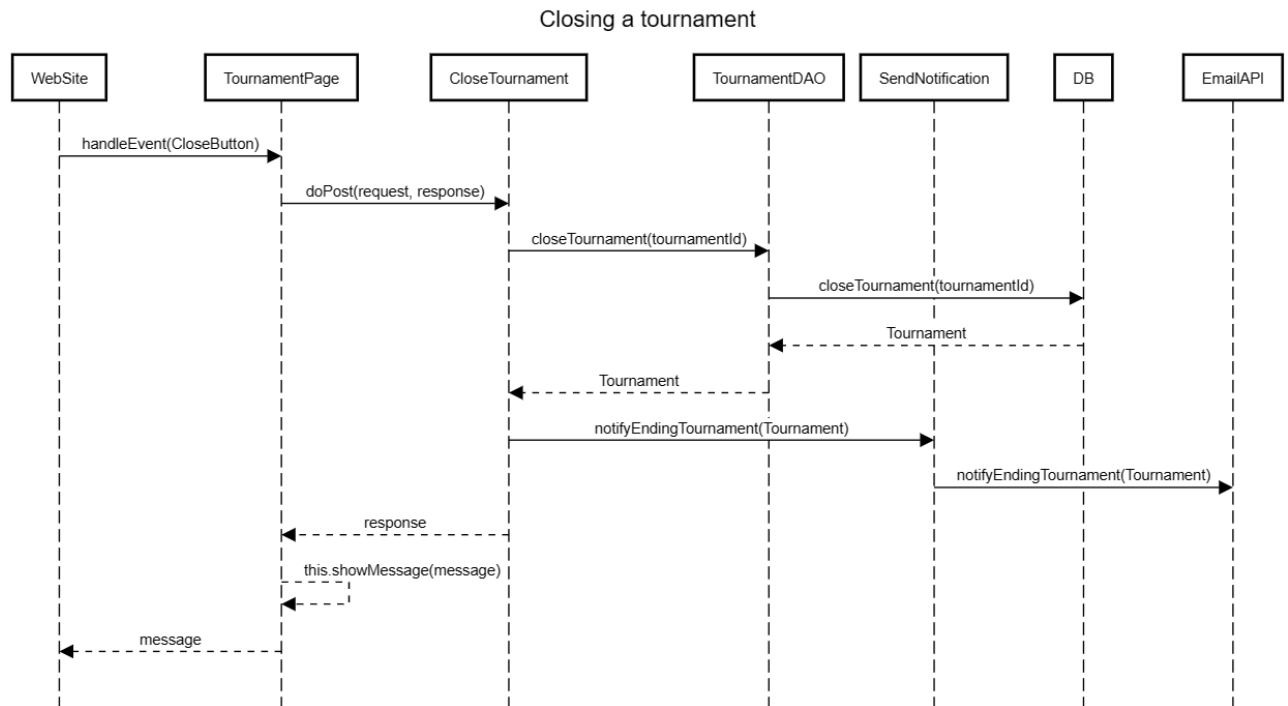 Closing a tournament
WebSite
TournamentPage
CloseTournament
TournamentDAO
SendNotification
DB
EmailAPI
handleEvent(CloseButton)
doPost(request, response)
closeTournament(tournamentId)
closeTournament(tournamentId)
Tournament
Tournament
notifyEndingTournament(Tournament)
notifyEndingTournament(Tournament)
response
this.showMessage(message)
message